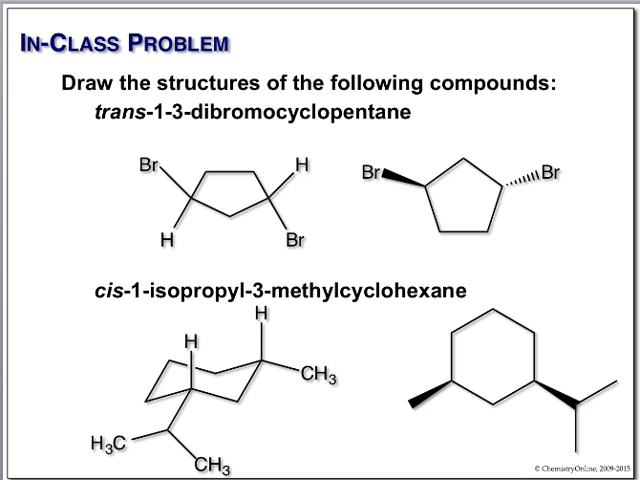 IN-CLASS PROBLEM
Draw the structures of the following compounds:
trans-1-3-dibromocyclopentane
Br H Br Br
H Br
cis-1-isopropyl-3-methylcyclohexane
H
H
CH3
H3C
CH3
© ChemistryOnline, 2009-2015